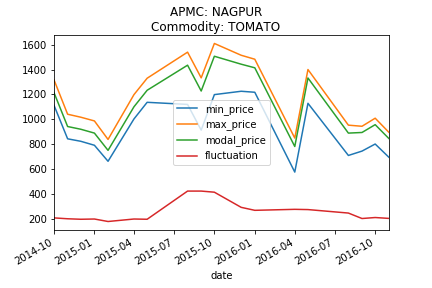 APMC: NAGPUR
Commodity: TOMATO
1600
1400
1200
1000
800
600
400
200
min_price
max_price
modal_price
fluctuation
2014-10
2015-01
2015-04
2015-07
2015-10
2016-01
2016-04
2016-07
2016-10
date